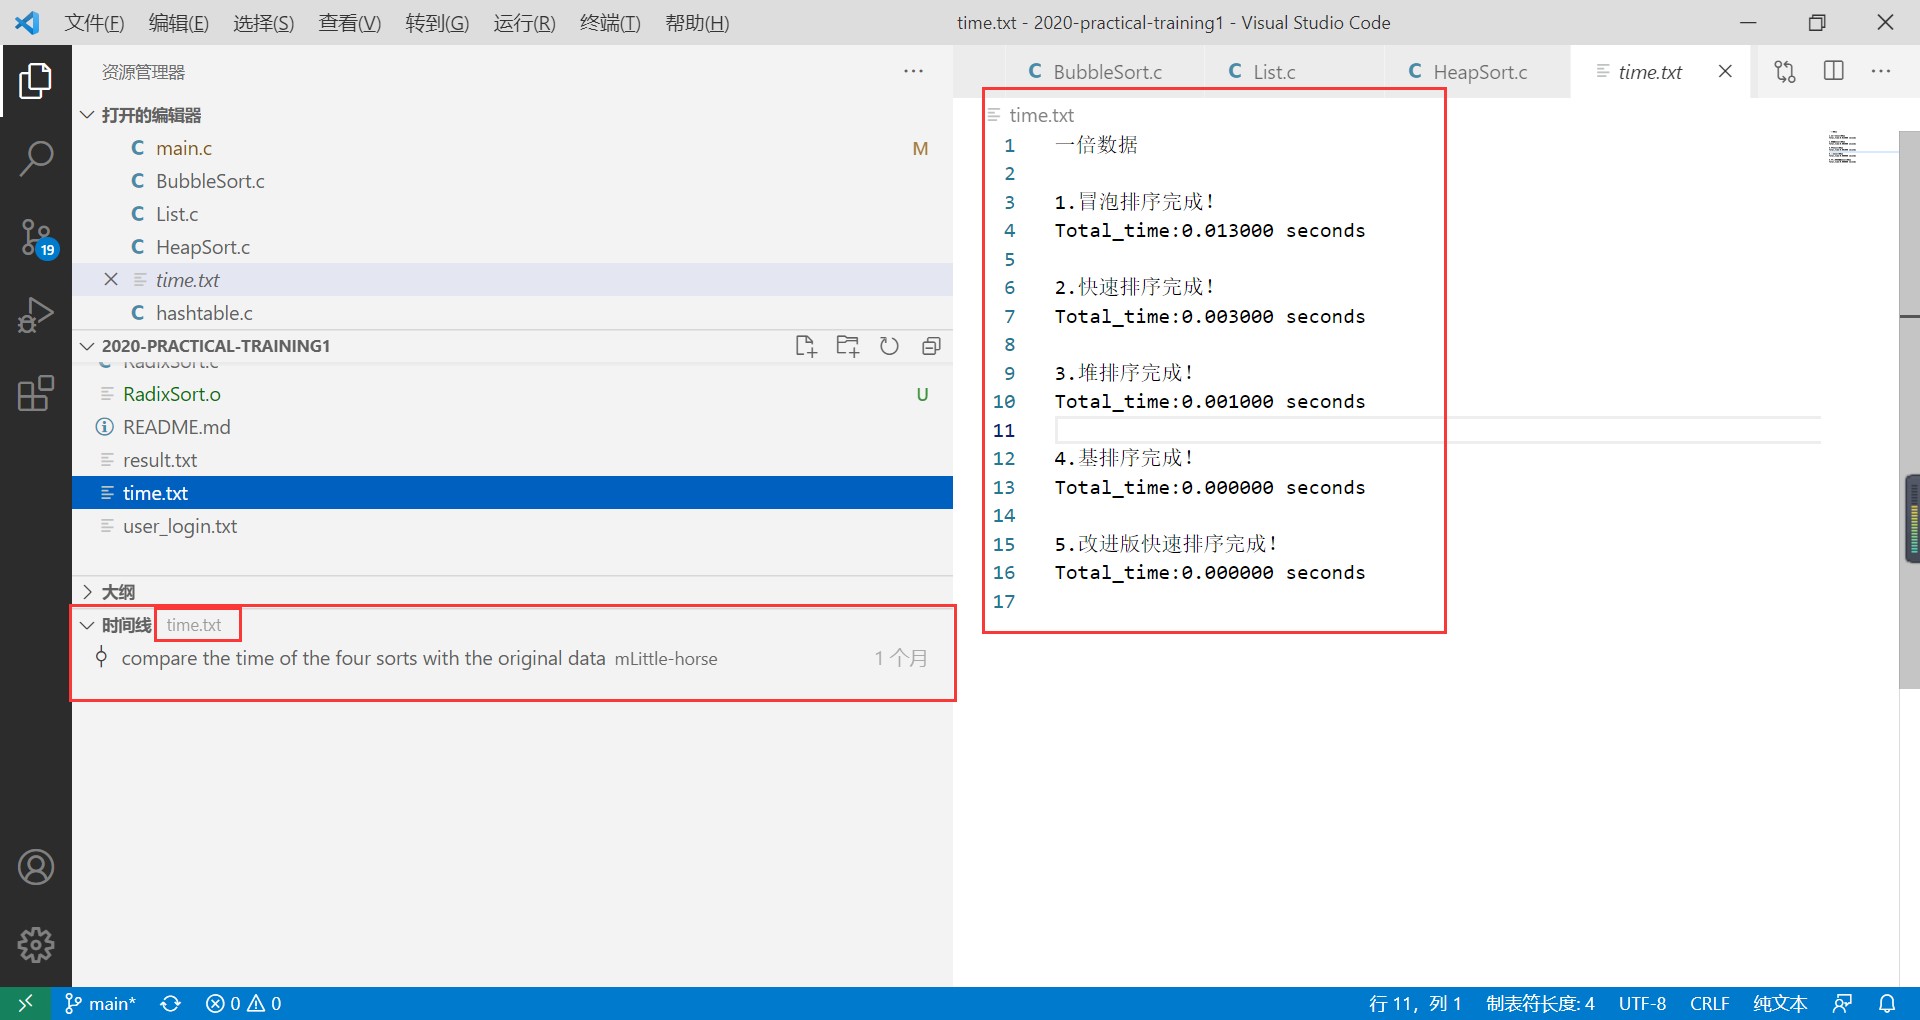 文件(F) 编辑(E) 选择(S) 查看(V) 转到(G) 运行(R) 终端(T) 帮助(H) time.txt - 2020-practical-training1 - Visual Studio Code
资源管理器
打开的编辑器
main.c M
BubbleSort.c
List.c
HeapSort.c
time.txt
hashtable.c
2020-PRACTICAL-TRAINING1
RadixSort.c
RadixSort.o U
README.md
result.txt
time.txt
user_login.txt
大纲
时间线 time.txt
compare the time of the four sorts with the original data mLittle-horse 1 个月
19
BubbleSort.c List.c HeapSort.c time.txt
time.txt
1 一倍数据
2
3 1.冒泡排序完成!
4 Total_time:0.013000 seconds
5
6 2.快速排序完成!
7 Total_time:0.003000 seconds
8
9 3.堆排序完成!
10 Total_time:0.001000 seconds
11
12 4.基排序完成!
13 Total_time:0.000000 seconds
14
15 5.改进版快速排序完成!
16 Total_time:0.000000 seconds
17
main* 0 0 行 11，列 1 制表符长度: 4 UTF-8 CRLF 纯文本